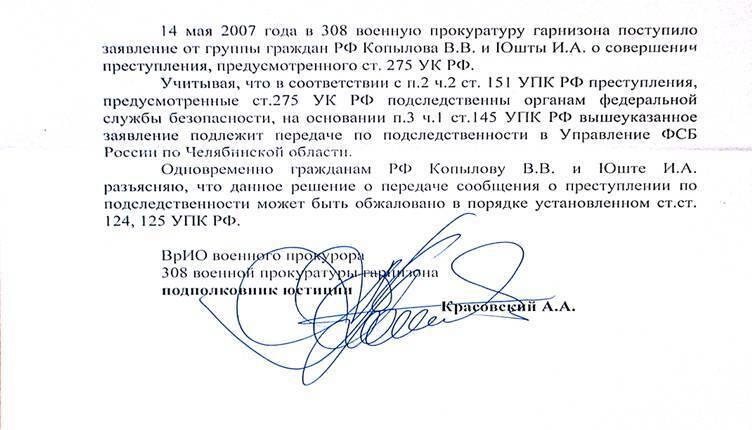 14 мая 2007 года в 308 военную прокуратуру гарнизона поступило
заявление от группы граждан РФ Копылова В.В. и Юшты И.А. о совершении
преступления, предусмотренного ст. 275 УК РФ.
Учитывая, что в соответствии с п.2 ч.2 ст. 151 УПК РФ преступления,
предусмотренные ст.275 УК РФ подследственны органам федеральной
службы безопасности, на основании п.3 ч.1 ст.145 УПК РФ вышеуказанное
заявление подлежит передаче по подследственности в Управление ФСБ
России по Челябинской области.
Одновременно гражданам РФ Копылову В.В. и Юште И.А.
разъясняю, что данное решение о передаче сообщения о преступлении по
подследственности может быть обжаловано в порядке установленном ст.ст.
124, 125 УПК РФ.
ВрИО военного прокурора
308 военной прокуратуры гарнизона
подполковник юстиции
Красовский А.А.